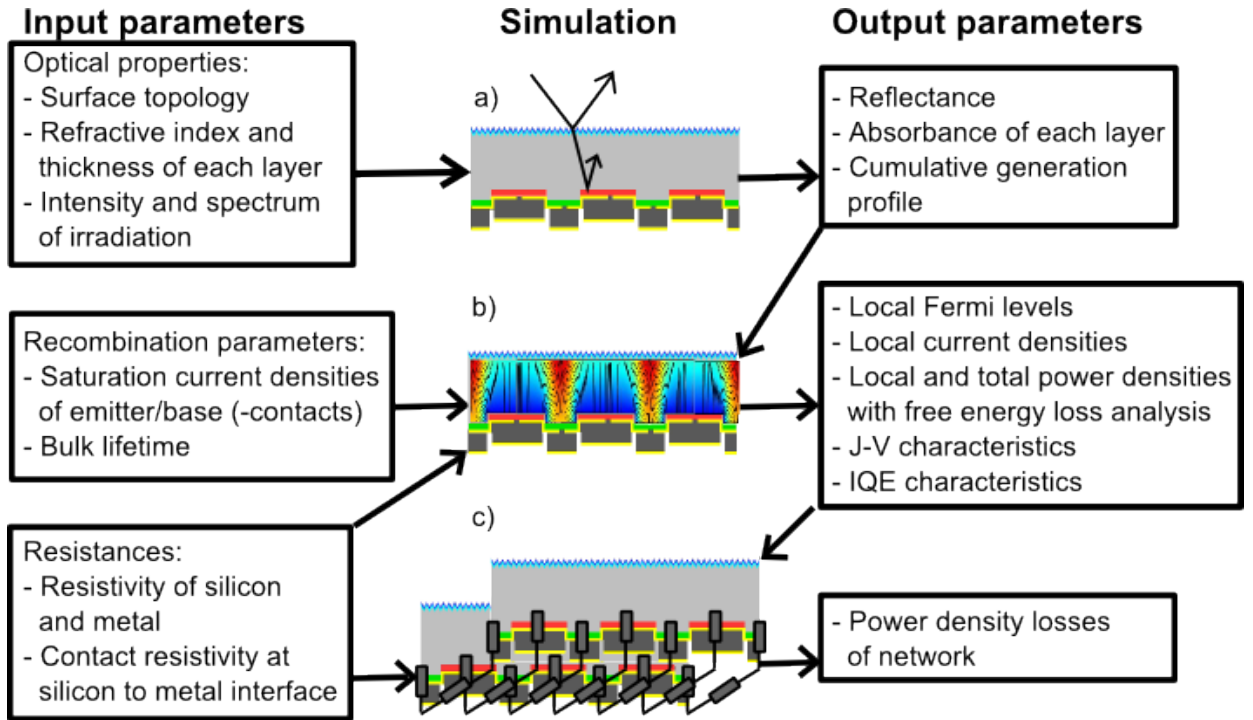 Input parameters
Simulation
Output parameters
Optical properties:
- Surface topology
- Refractive index and
thickness of each layer
- Intensity and spectrum
of irradiation
a)
- Reflectance
- Absorbance of each layer
- Cumulative generation
profile
Recombination parameters:
- Saturation current densities
of emitter/base (-contacts)
- Bulk lifetime
b)
- Local Fermi levels
- Local current densities
- Local and total power densities
with free energy loss analysis
- J-V characteristics
- IQE characteristics
Resistances:
- Resistivity of silicon
and metal
- Contact resistivity at
silicon to metal interface
c)
- Power density losses
of network